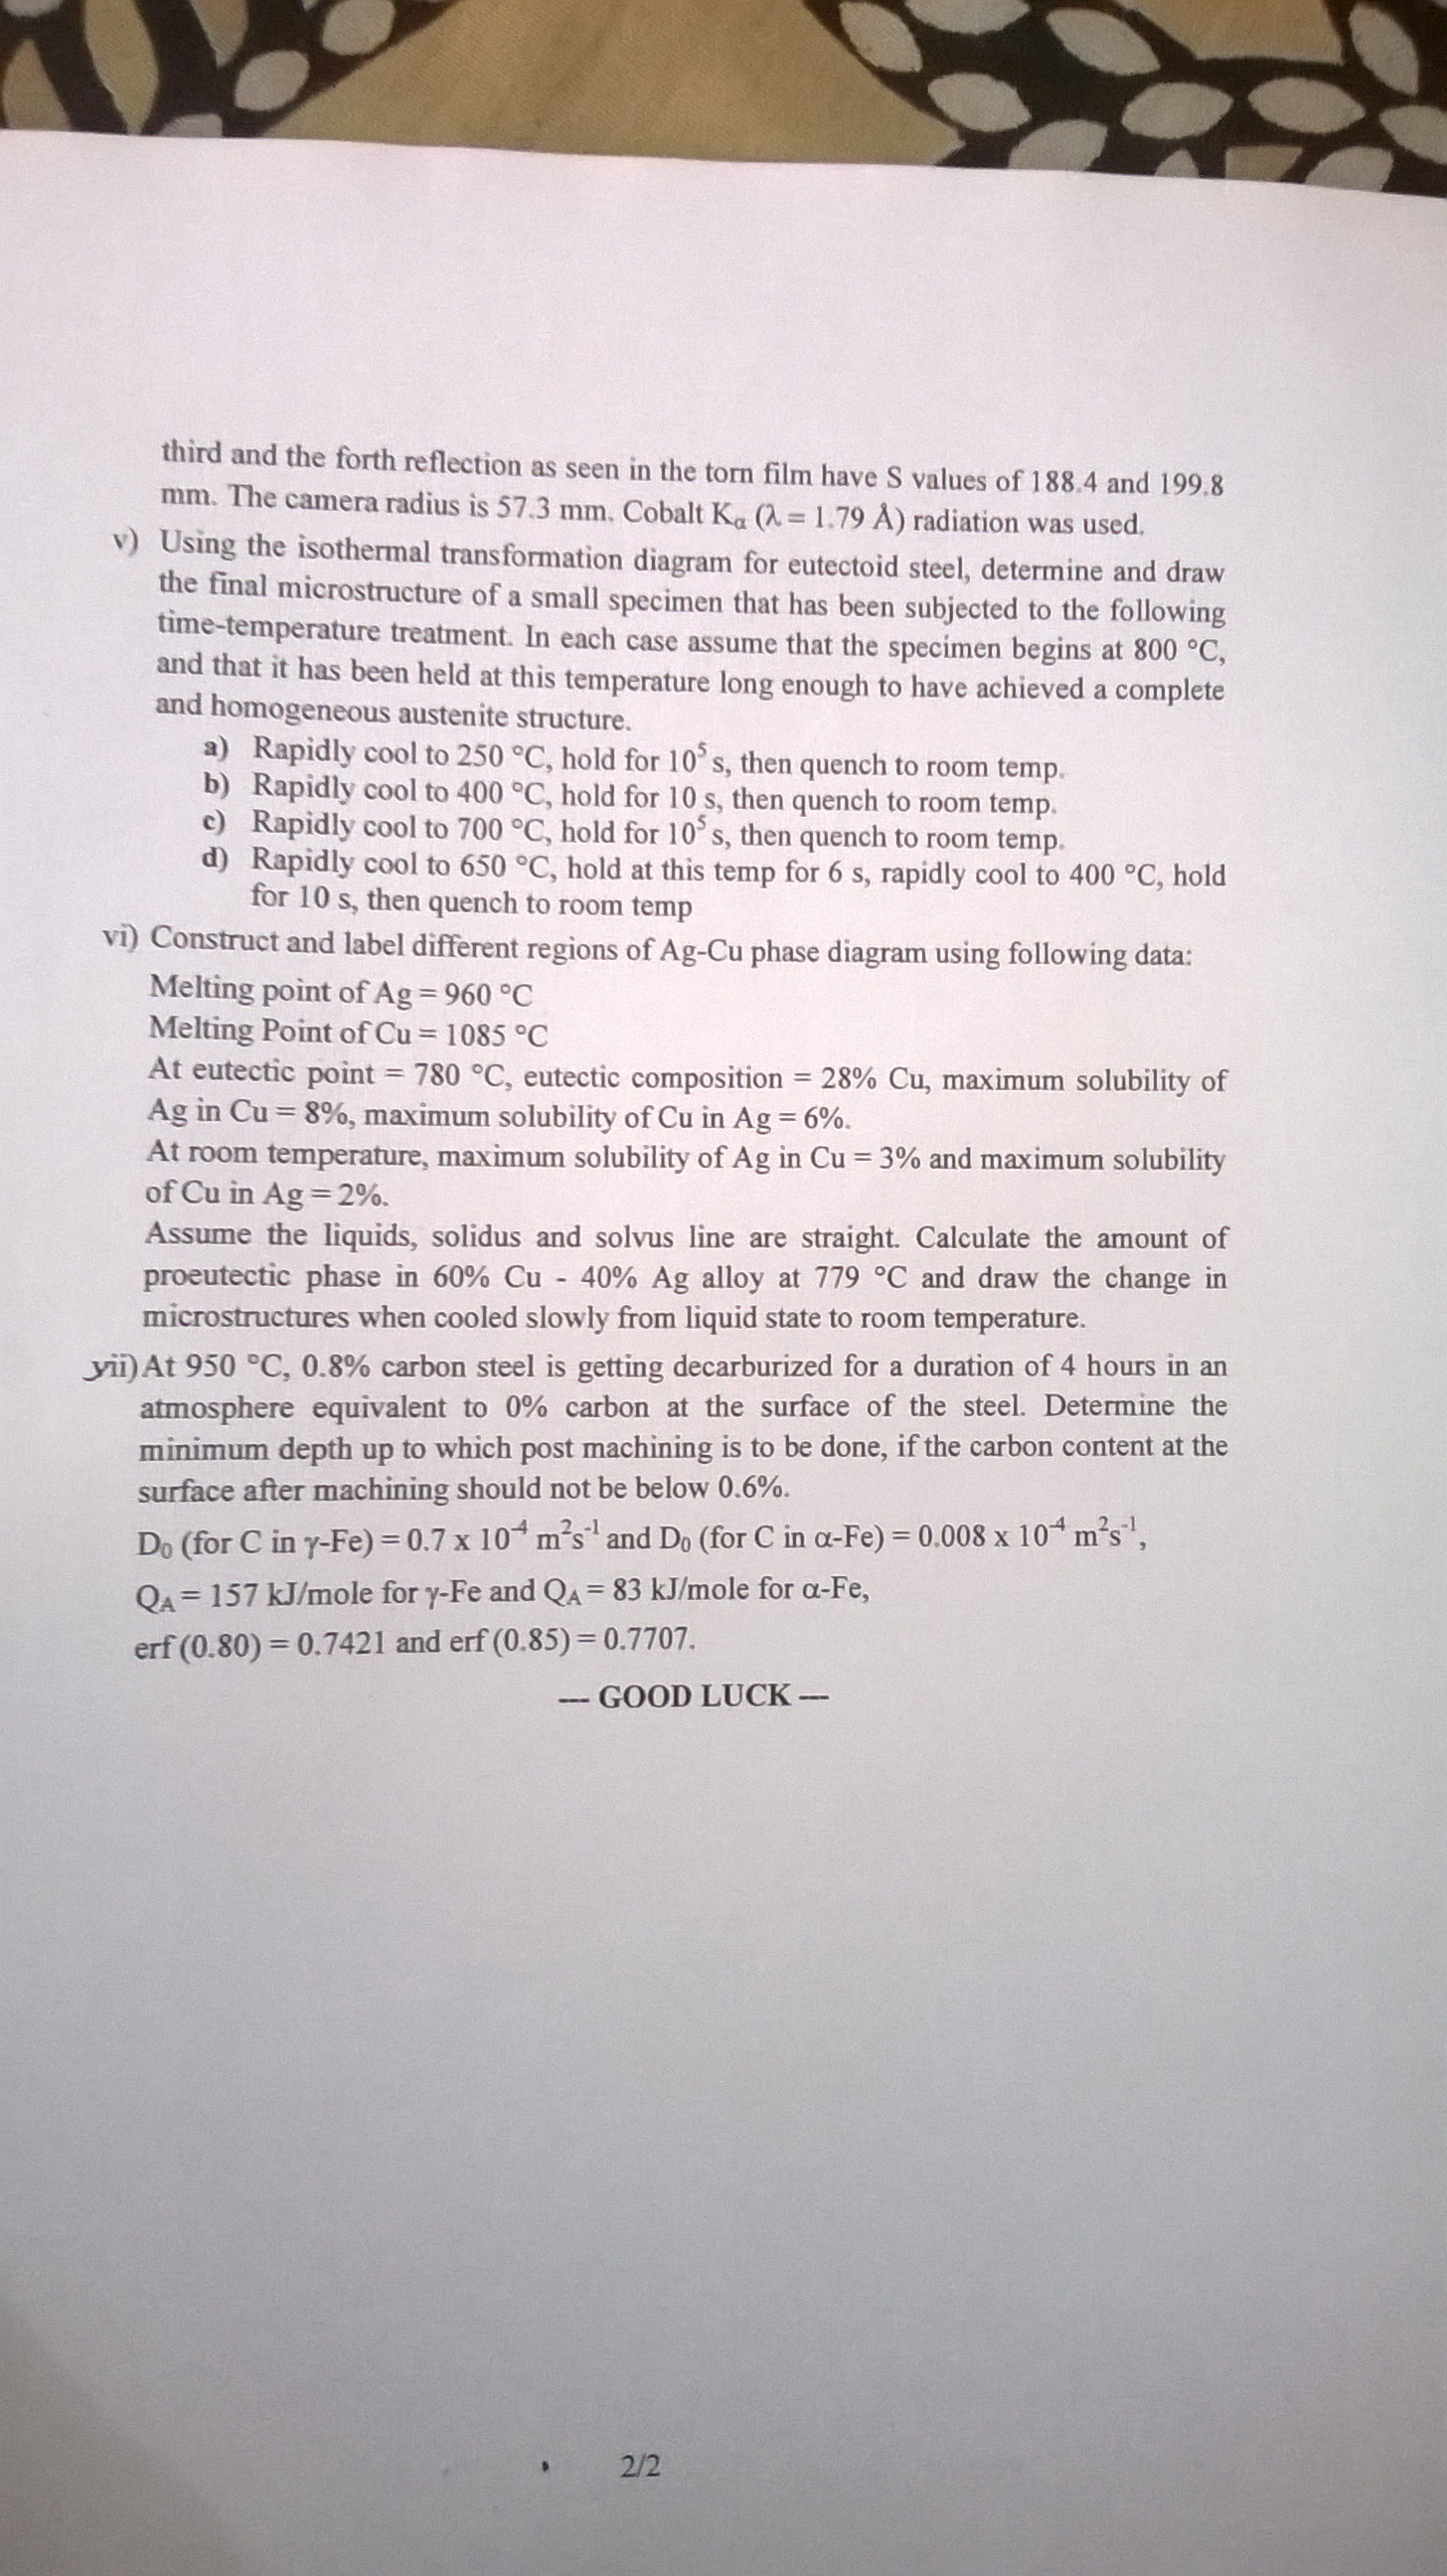 third and the forth reflection as seen in the torn film have S values of 188.4 and 199.8
mm. The camera radius is 57.3 mm. Cobalt Kα (λ = 1.79 Å) radiation was used.
v) Using the isothermal transformation diagram for eutectoid steel, determine and draw
the final microstructure of a small specimen that has been subjected to the following
time-temperature treatment. In each case assume that the specimen begins at 800 °C,
and that it has been held at this temperature long enough to have achieved a complete
and homogeneous austenite structure.
a) Rapidly cool to 250 °C, hold for 10⁵ s, then quench to room temp.
b) Rapidly cool to 400 °C, hold for 10 s, then quench to room temp.
c) Rapidly cool to 700 °C, hold for 10⁵ s, then quench to room temp.
d) Rapidly cool to 650 °C, hold at this temp for 6 s, rapidly cool to 400 °C, hold
for 10 s, then quench to room temp
vi) Construct and label different regions of Ag-Cu phase diagram using following data:
Melting point of Ag = 960 °C
Melting Point of Cu = 1085 °C
At eutectic point = 780 °C, eutectic composition = 28% Cu, maximum solubility of
Ag in Cu = 8%, maximum solubility of Cu in Ag = 6%.
At room temperature, maximum solubility of Ag in Cu = 3% and maximum solubility
of Cu in Ag = 2%.
Assume the liquids, solidus and solvus line are straight. Calculate the amount of
proeutectic phase in 60% Cu - 40% Ag alloy at 779 °C and draw the change in
microstructures when cooled slowly from liquid state to room temperature.
vii) At 950 °C, 0.8% carbon steel is getting decarburized for a duration of 4 hours in an
atmosphere equivalent to 0% carbon at the surface of the steel. Determine the
minimum depth up to which post machining is to be done, if the carbon content at the
surface after machining should not be below 0.6%.
D₀ (for C in γ-Fe) = 0.7 x 10⁻⁴ m²s⁻¹ and D₀ (for C in α-Fe) = 0.008 x 10⁻⁴ m²s⁻¹,
Q_A = 157 kJ/mole for γ-Fe and Q_A = 83 kJ/mole for α-Fe,
erf (0.80) = 0.7421 and erf (0.85) = 0.7707.
--- GOOD LUCK ---
2/2